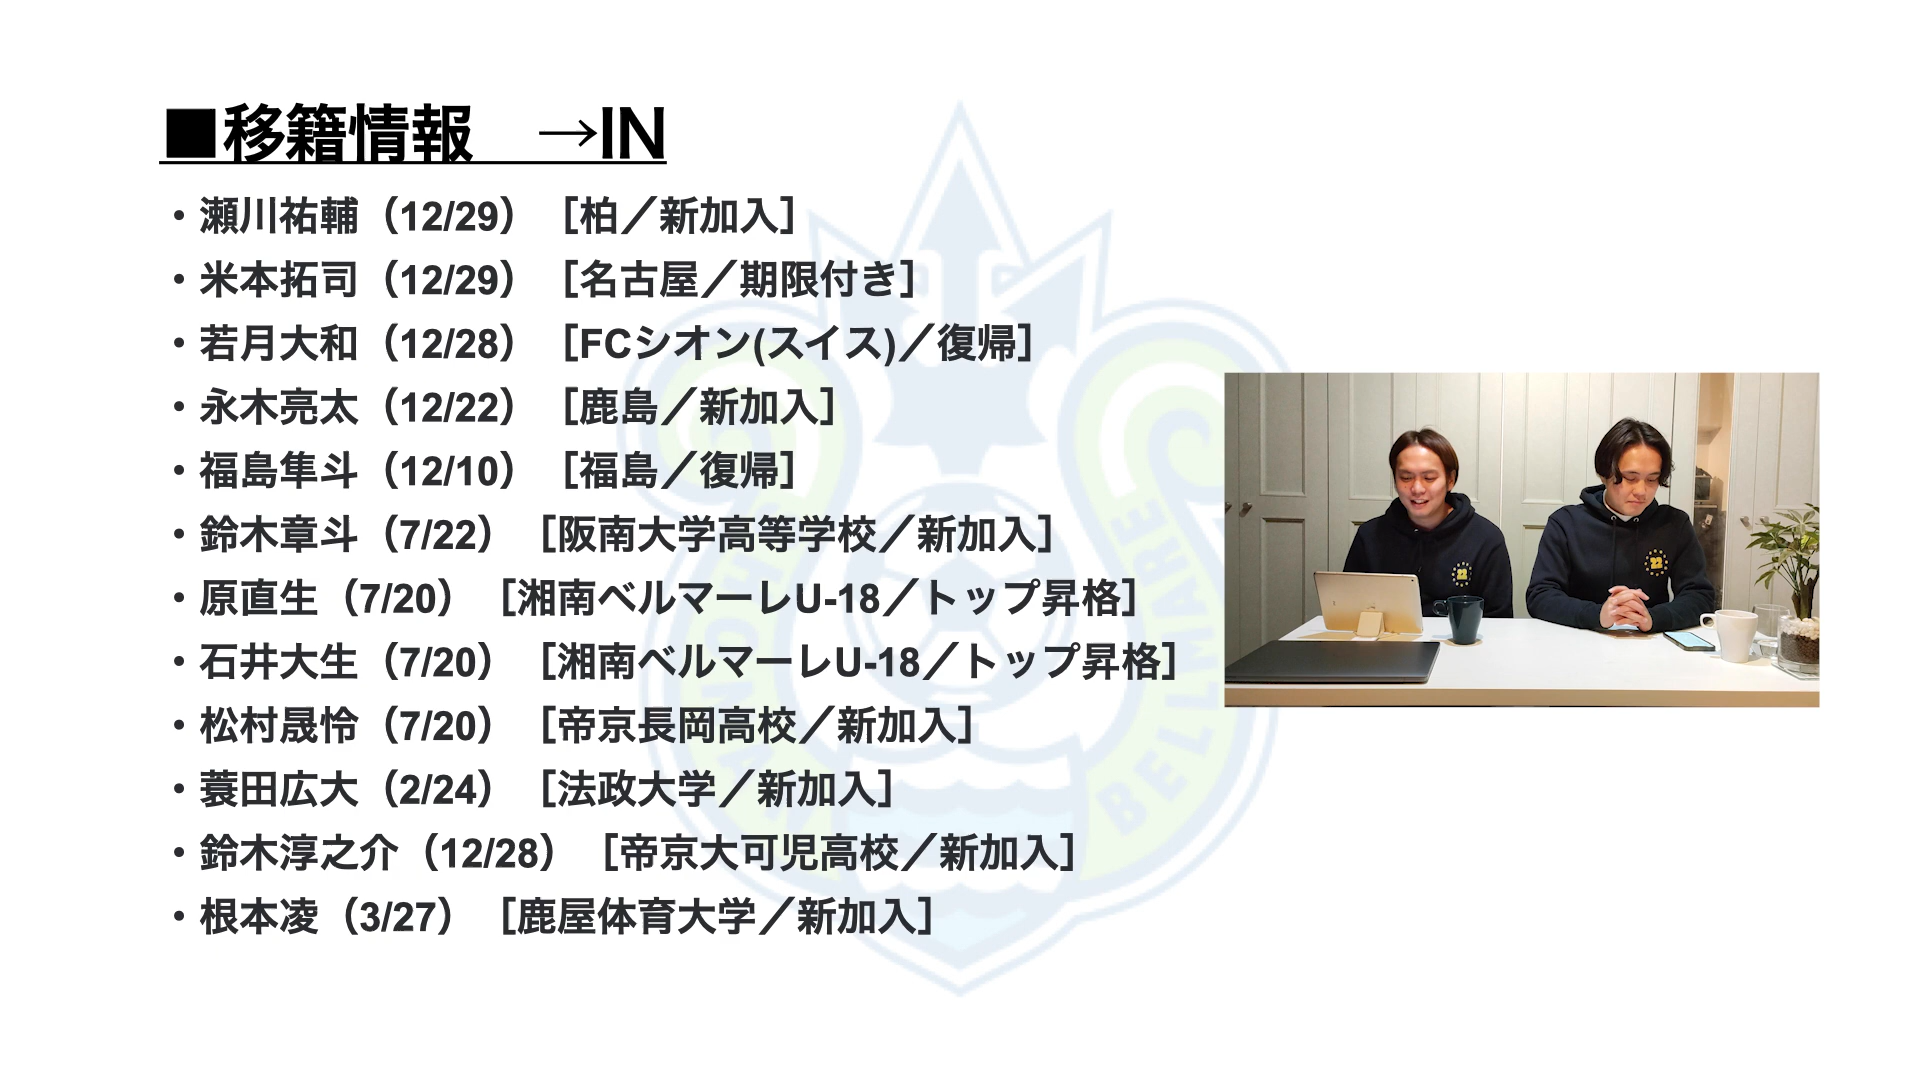 ■移籍情報　→IN
・瀬川祐輔（12/29）［柏／新加入］
・米本拓司（12/29）［名古屋／期限付き］
・若月大和（12/28）［FCシオン(スイス)／復帰］
・永木亮太（12/22）［鹿島／新加入］
・福島隼斗（12/10）［福島／復帰］
・鈴木章斗（7/22）［阪南大学高等学校／新加入］
・原直生（7/20）［湘南ベルマーレU-18／トップ昇格］
・石井大生（7/20）［湘南ベルマーレU-18／トップ昇格］
・松村晟怜（7/20）［帝京長岡高校／新加入］
・蓑田広大（2/24）［法政大学／新加入］
・鈴木淳之介（12/28）［帝京大可児高校／新加入］
・根本凌（3/27）［鹿屋体育大学／新加入］
BELLMARE
22
22